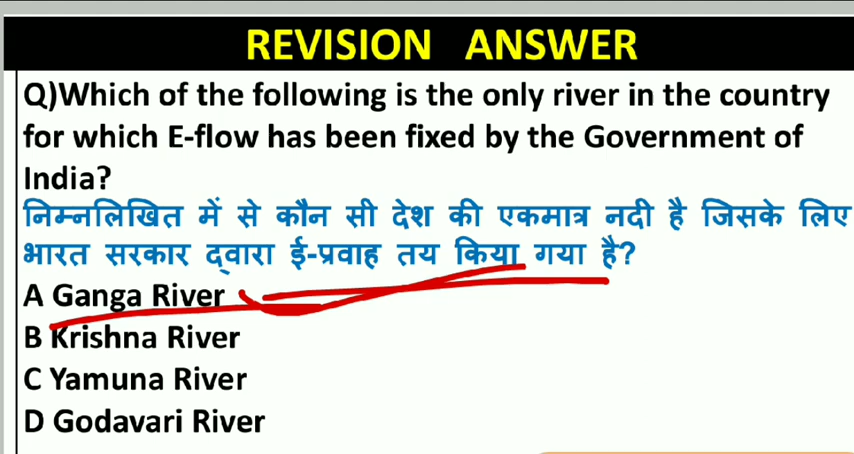 REVISION ANSWER
Q)Which of the following is the only river in the country
for which E-flow has been fixed by the Government of
India?
निम्नलिखित में से कौन सी देश की एकमात्र नदी है जिसके लिए
भारत सरकार द्वारा ई-प्रवाह तय किया गया है?
A Ganga River
B Krishna River
C Yamuna River
D Godavari River